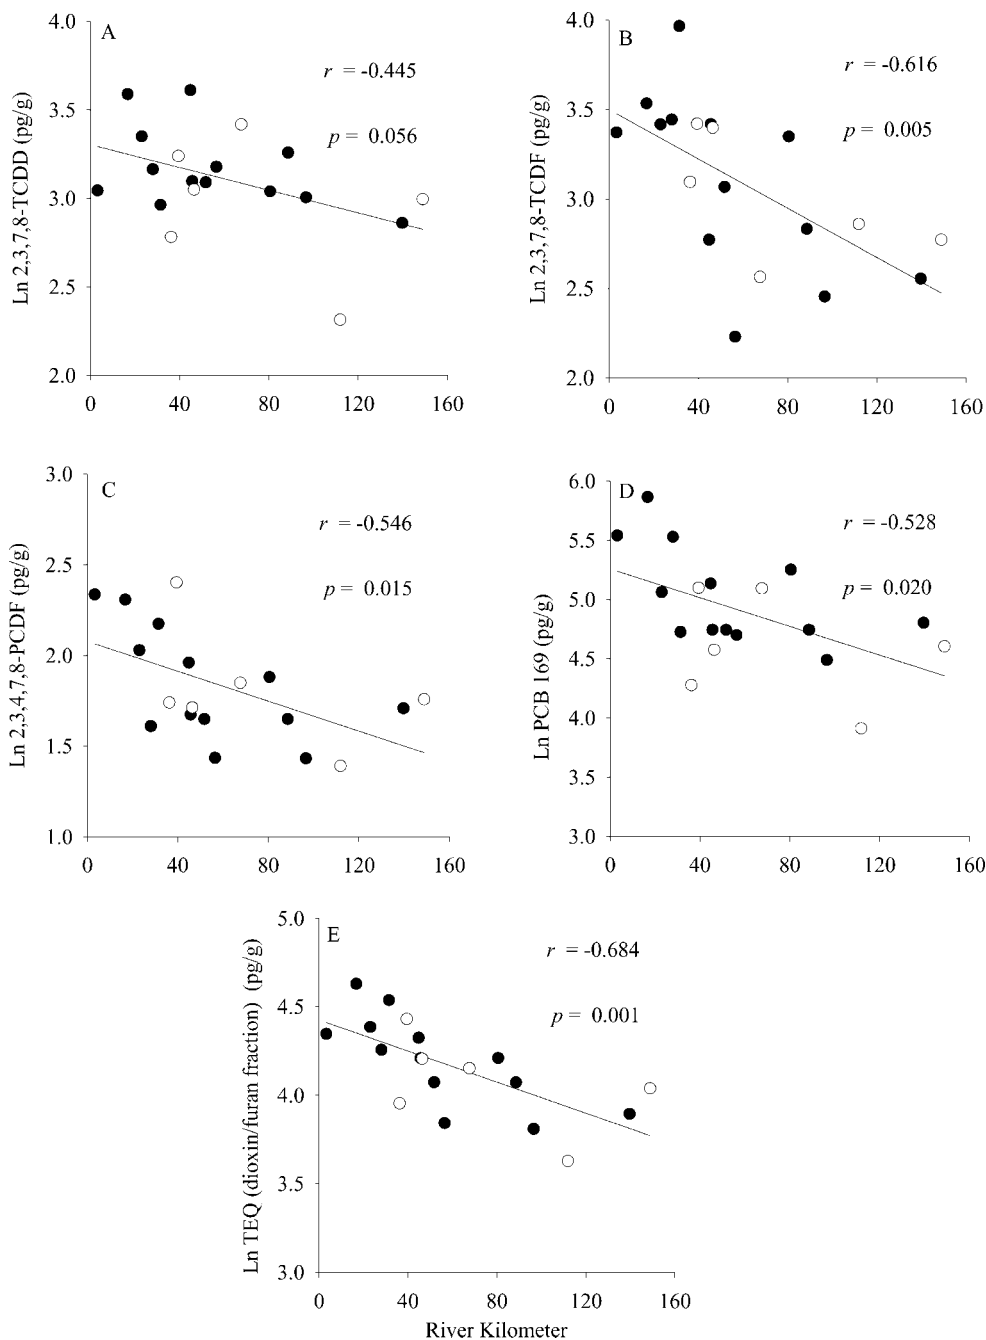 A
r = -0.445
p = 0.056
Ln 2,3,7,8-TCDD (pg/g)
4.0
3.5
3.0
2.5
2.0
0 40 80 120 160
B
r = -0.616
p = 0.005
Ln 2,3,7,8-TCDF (pg/g)
4.0
3.5
3.0
2.5
2.0
0 40 80 120 160
C
r = -0.546
p = 0.015
Ln 2,3,4,7,8-PCDF (pg/g)
3.0
2.5
2.0
1.5
1.0
0 40 80 120 160
D
r = -0.528
p = 0.020
Ln PCB 169 (pg/g)
6.0
5.5
5.0
4.5
4.0
3.5
3.0
0 40 80 120 160
E
r = -0.684
p = 0.001
Ln TEQ (dioxin/furan fraction) (pg/g)
5.0
4.5
4.0
3.5
3.0
0 40 80 120 160
River Kilometer